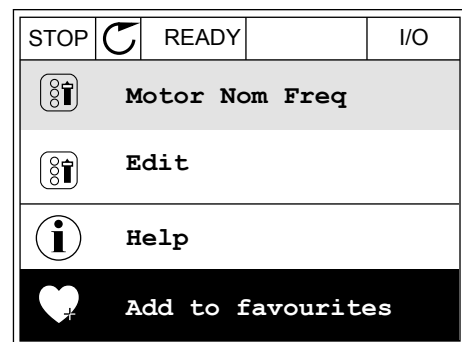 STOP READY I/O
Motor Nom Freq
Edit
Help
Add to favourites